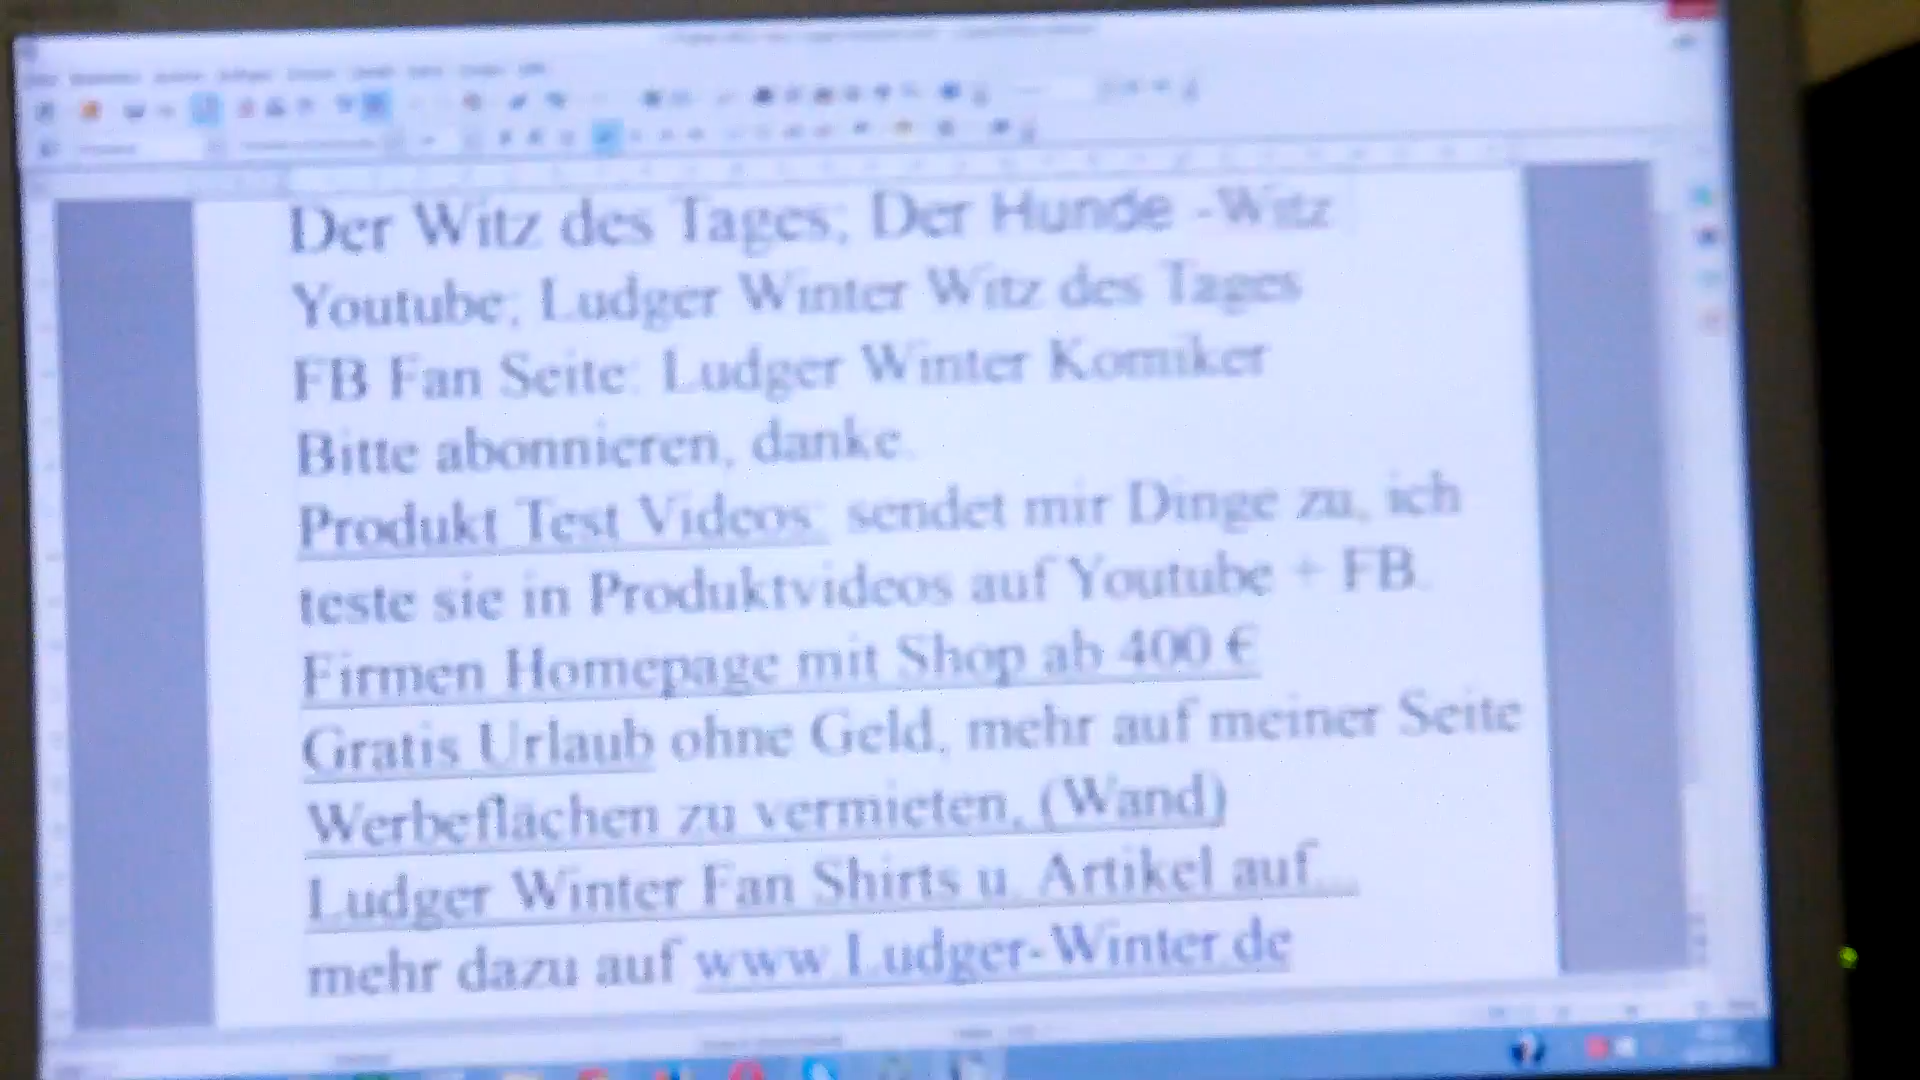 Der Witz des Tages; Der Hunde -Witz
Youtube; Ludger Winter Witz des Tages
FB Fan Seite: Ludger Winter Komiker
Bitte abonnieren, danke.
Produkt Test Videos: sendet mir Dinge zu, ich
teste sie in Produktvideos auf Youtube + FB.
Firmen Homepage mit Shop ab 400 €
Gratis Urlaub ohne Geld, mehr auf meiner Seite
Werbeflächen zu vermieten, (Wand)
Ludger Winter Fan Shirts u. Artikel auf...
mehr dazu auf www.Ludger-Winter.de